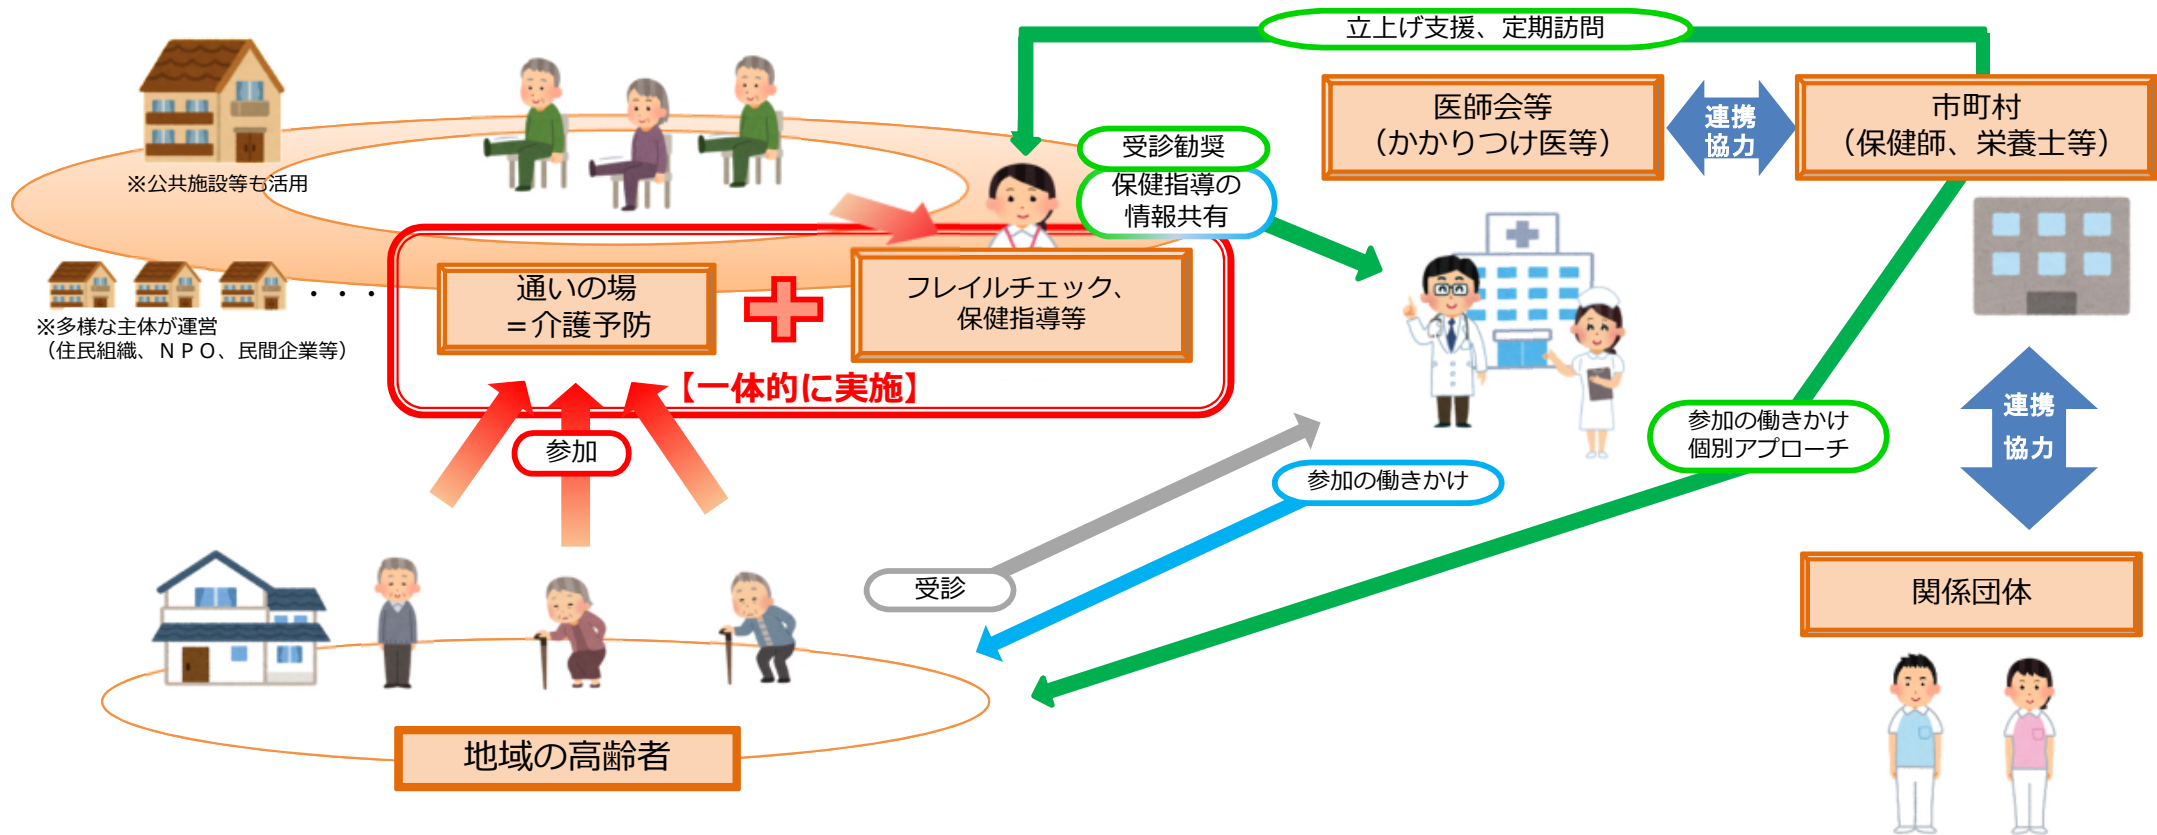 立上げ支援、定期訪問
医師会等
（かかりつけ医等）
連携
協力
市町村
（保健師、栄養士等）
受診勧奨
保健指導の
情報共有
※公共施設等も活用
・・・
※多様な主体が運営
（住民組織、ＮＰＯ、民間企業等）
通いの場
＝介護予防
フレイルチェック、
保健指導等
【一体的に実施】
参加
参加の働きかけ
個別アプローチ
連携
協力
参加の働きかけ
受診
関係団体
地域の高齢者